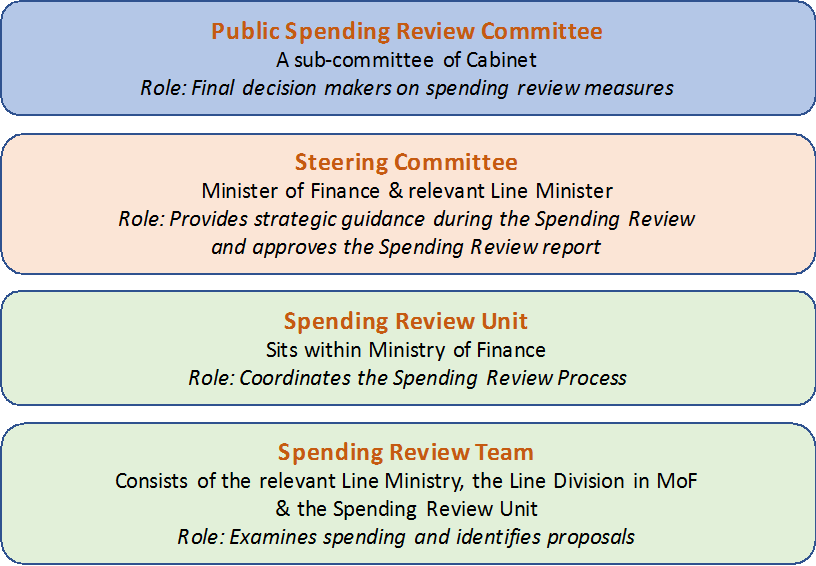 Public Spending Review Committee
A sub-committee of Cabinet
Role: Final decision makers on spending review measures
Steering Committee
Minister of Finance & relevant Line Minister
Role: Provides strategic guidance during the Spending Review
and approves the Spending Review report
Spending Review Unit
Sits within Ministry of Finance
Role: Coordinates the Spending Review Process
Spending Review Team
Consists of the relevant Line Ministry, the Line Division in MoF
& the Spending Review Unit
Role: Examines spending and identifies proposals